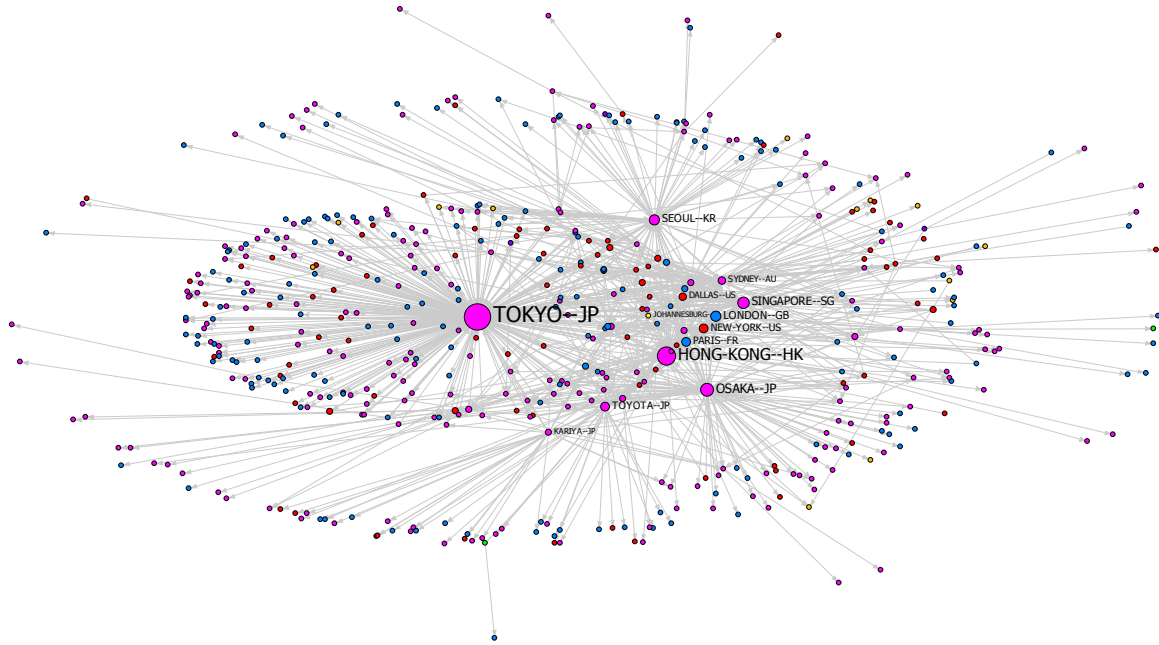 SEOUL--KR
SYDNEY--AU
DALLAS--US
SINGAPORE--SG
TOKYO--JP
JOHANNESBURG-
LONDON--GB
NEW-YORK--US
PARIS--FR
HONG-KONG--HK
OSAKA--JP
TOYOTA--JP
KARIYA--JP